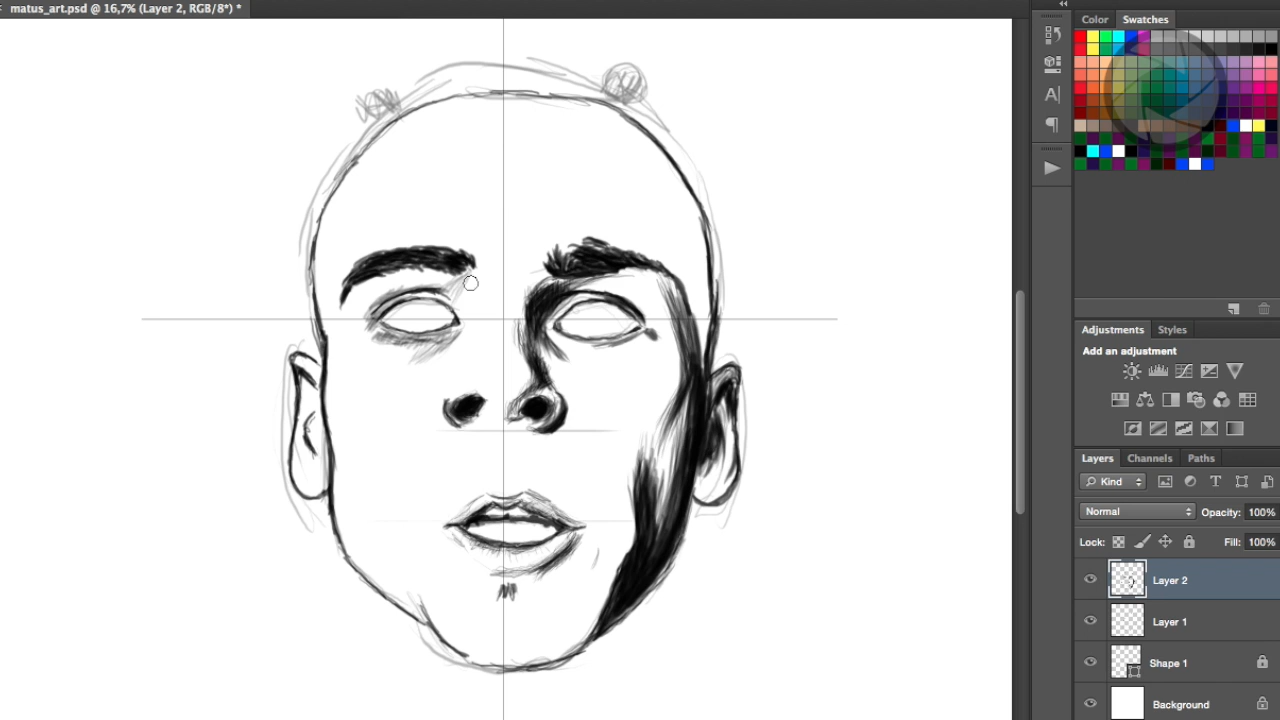 matus_art.psd @ 16,7% (Layer 2, RGB/8*) *
Color Swatches
Adjustments Styles
Add an adjustment
Layers Channels Paths
Kind
Normal Opacity: 100%
Lock: Fill: 100%
Layer 2
Layer 1
Shape 1
Background